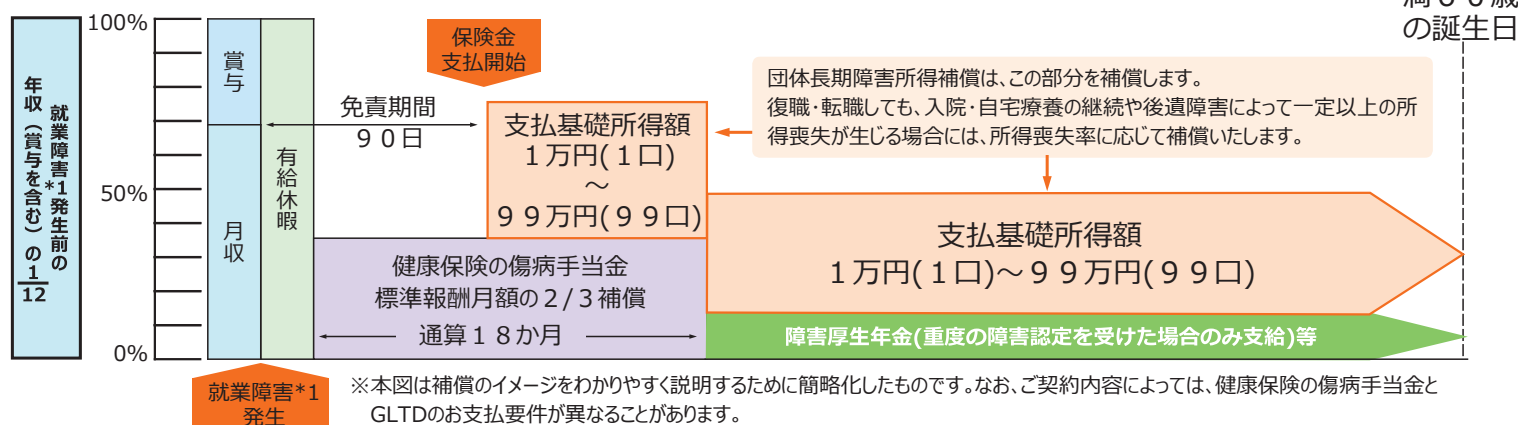 の誕生日
100%
50%
0%
就業障害*1発生前の
年収（賞与を含む）の1/12
賞与
月収
有給休暇
保険金
支払開始
免責期間
９０日
支払基礎所得額
１万円(１口)
～
９９万円(９９口)
団体長期障害所得補償は、この部分を補償します。
復職・転職しても、入院・自宅療養の継続や後遺障害によって一定以上の所
得喪失が生じる場合には、所得喪失率に応じて補償いたします。
支払基礎所得額
１万円(１口)～９９万円(９９口)
健康保険の傷病手当金
標準報酬月額の２/３補償
通算１８か月
障害厚生年金(重度の障害認定を受けた場合のみ支給)等
就業障害*1
発生
※本図は補償のイメージをわかりやすく説明するために簡略化したものです。なお、ご契約内容によっては、健康保険の傷病手当金と
GLTDのお支払要件が異なることがあります。